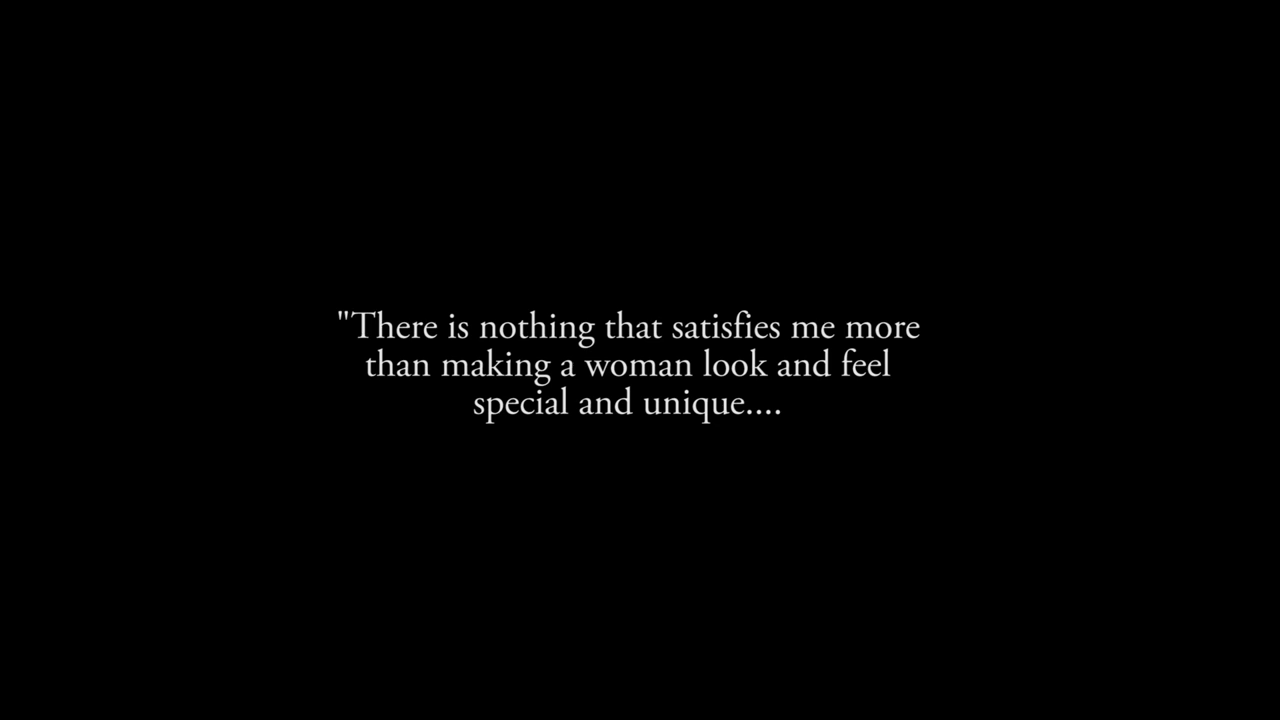 "There is nothing that satisfies me more
than making a woman look and feel
special and unique....